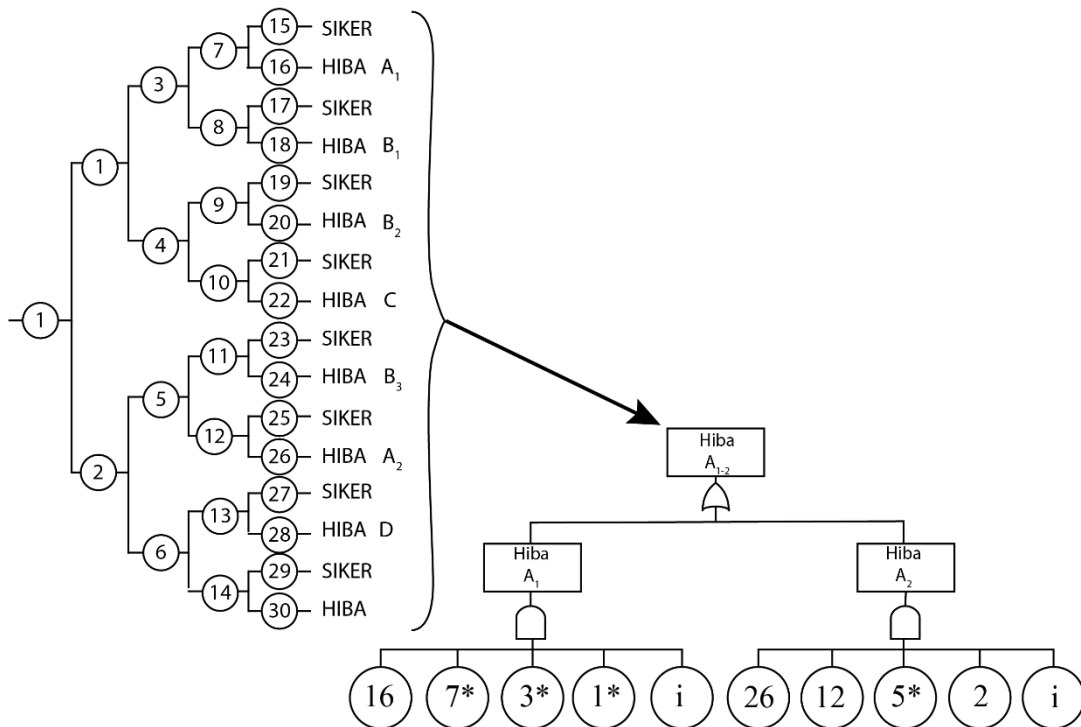 15 SIKER
7
16 HIBA A₁
3
17 SIKER
8
18 HIBA B₁
1
19 SIKER
9
20 HIBA B₂
4
21 SIKER
10
22 HIBA C
1
23 SIKER
11
24 HIBA B₃
5
25 SIKER
12
26 HIBA A₂
2
27 SIKER
13
28 HIBA D
6
29 SIKER
14
30 HIBA
Hiba
A₁₋₂
Hiba
A₁
Hiba
A₂
16 7* 3* 1* i 26 12 5* 2 i